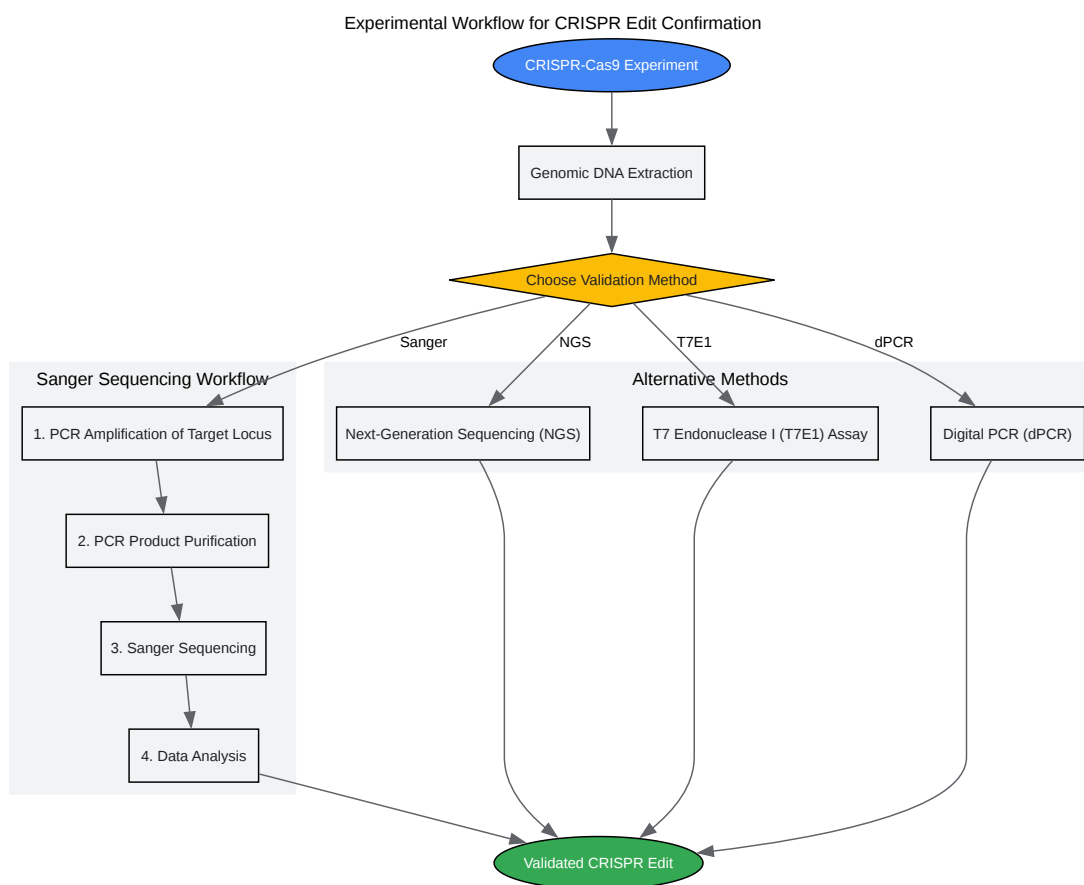 Experimental Workflow for CRISPR Edit Confirmation
CRISPR-Cas9 Experiment
Genomic DNA Extraction
Choose Validation Method
Sanger
NGS
T7E1
dPCR
Sanger Sequencing Workflow
Alternative Methods
1. PCR Amplification of Target Locus
Next-Generation Sequencing (NGS)
T7 Endonuclease I (T7E1) Assay
Digital PCR (dPCR)
2. PCR Product Purification
3. Sanger Sequencing
4. Data Analysis
Validated CRISPR Edit